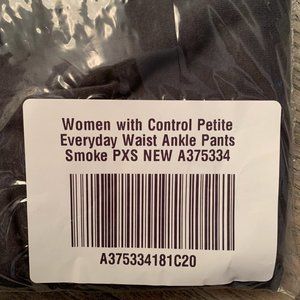 Women with Control Petite
Everyday Waist Ankle Pants
Smoke PXS NEW A375334
A375334181C20